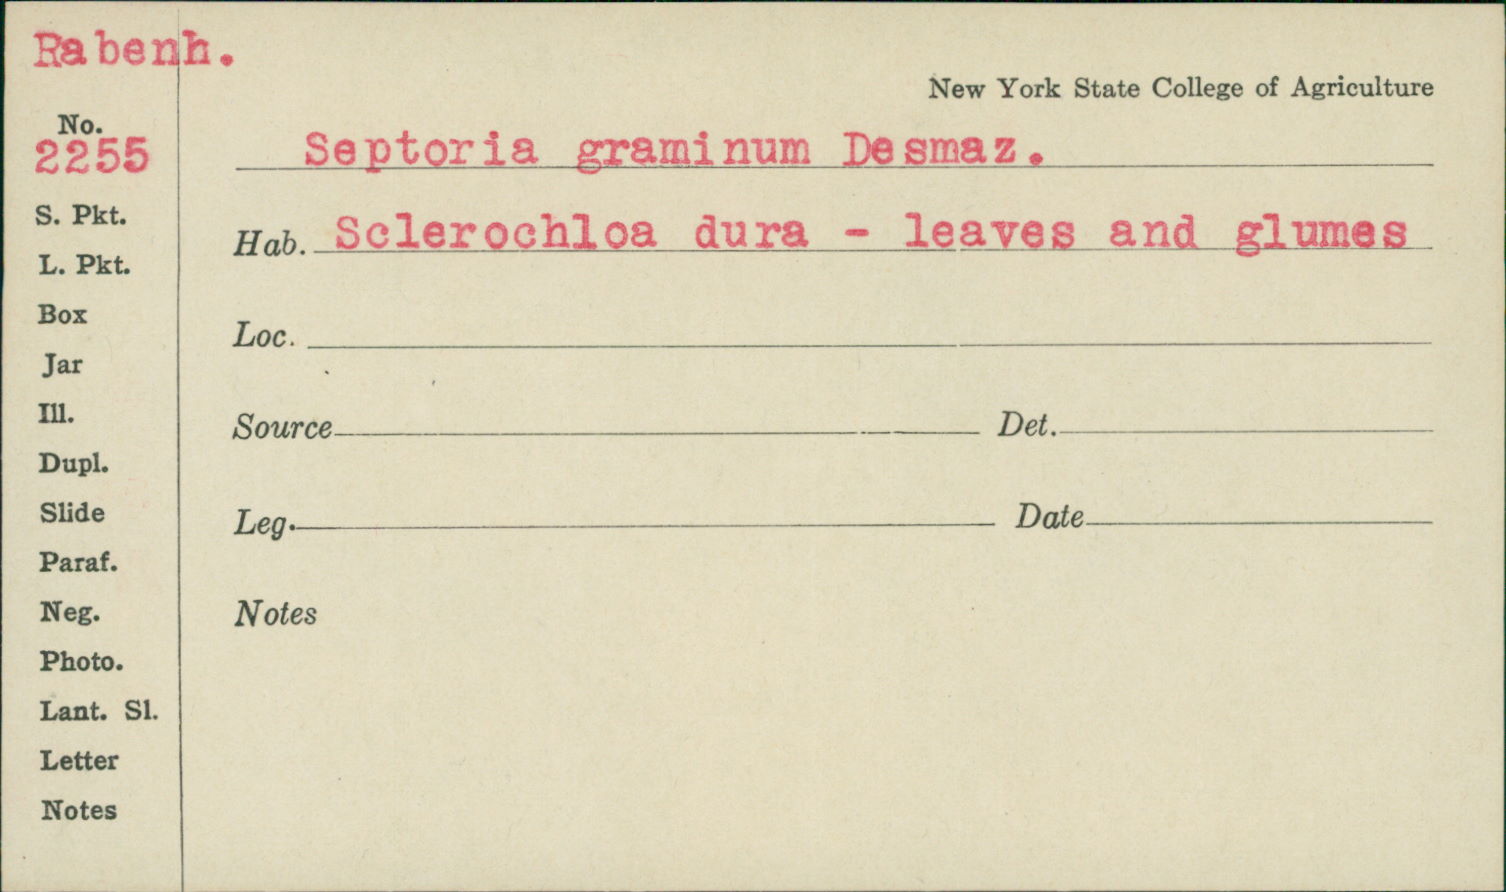 Rabenh.
New York State College of Agriculture
No.
2255
Septoria graminum Desmaz.
S. Pkt.
Hab. Sclerochloa dura - leaves and glumes
L. Pkt.
Box
Loc.
Jar
Ill.
Source Det.
Dupl.
Slide
Leg. Date
Paraf.
Neg.
Notes
Photo.
Lant. Sl.
Letter
Notes